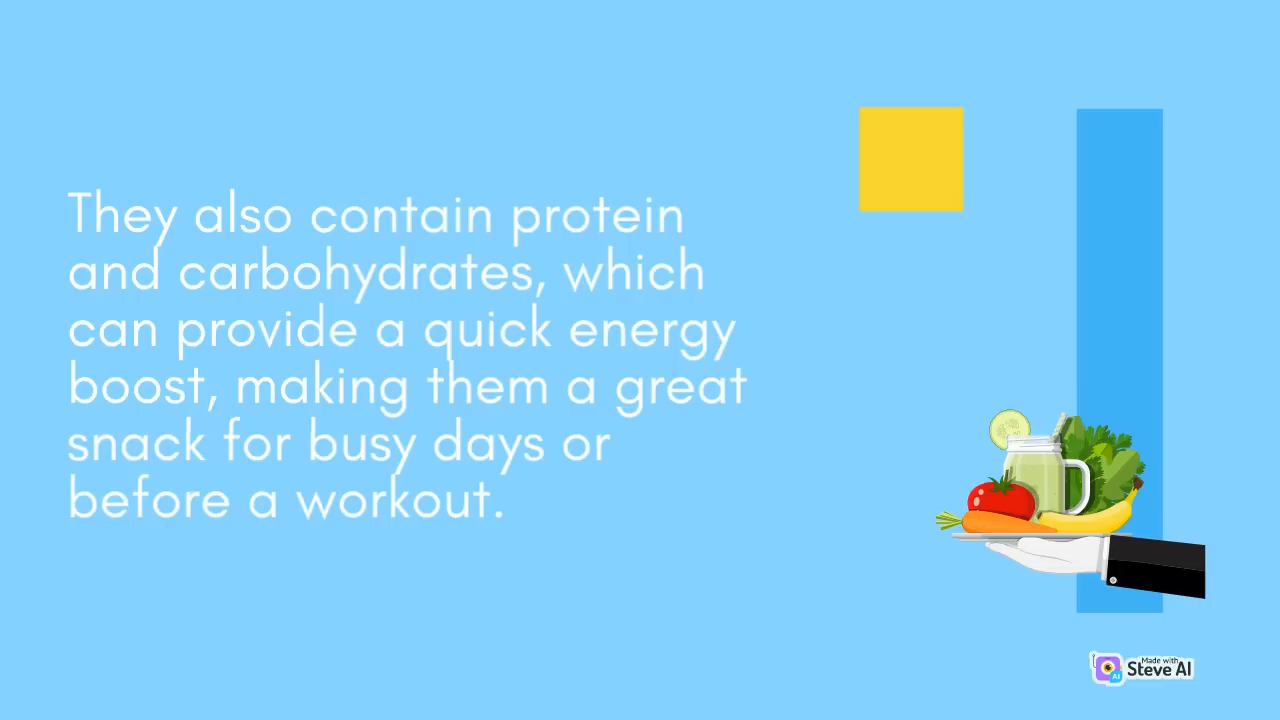 They also contain protein
and carbohydrates, which
can provide a quick energy
boost, making them a great
snack for busy days or
before a workout.
Made with
Steve AI
AI